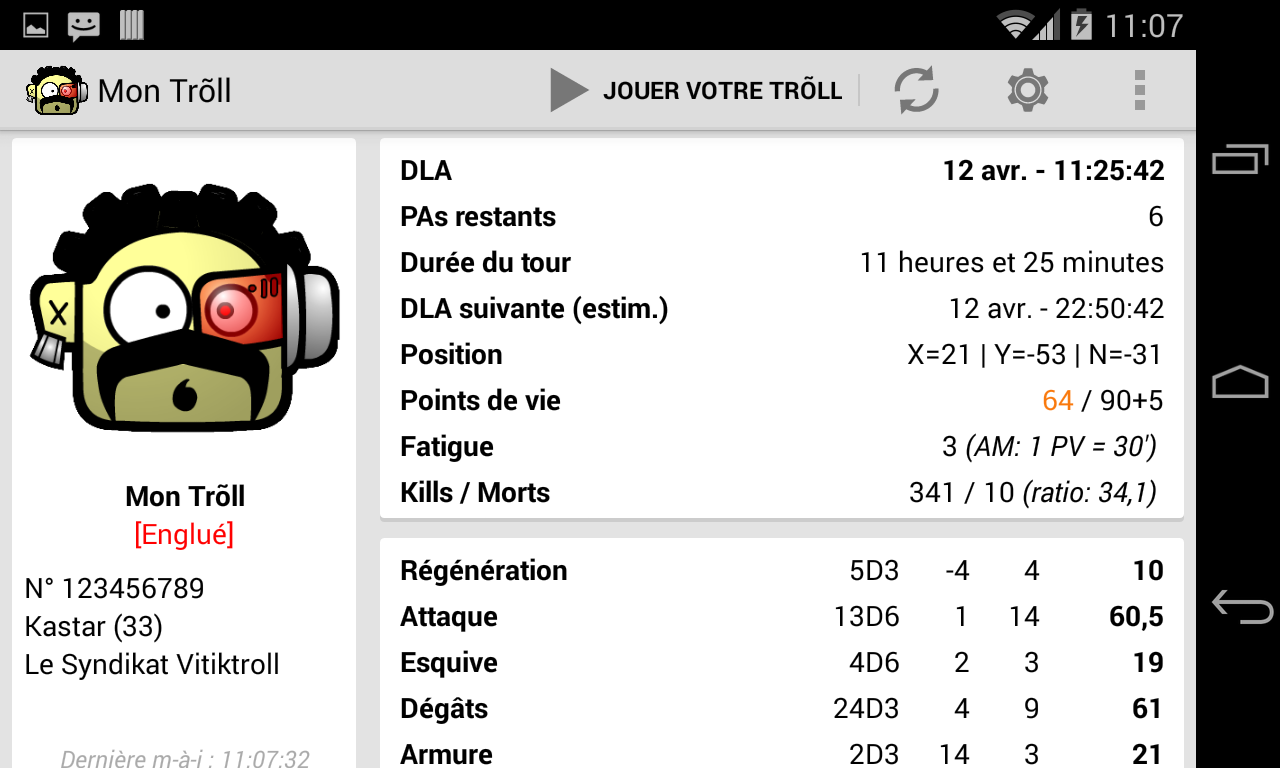 11:07
Mon Trõll
JOUER VOTRE TRÕLL
Mon Trõll
[Englué]
N° 123456789
Kastar (33)
Le Syndikat Vitiktroll
Dernière m-à-i : 11:07:32
DLA 12 avr. - 11:25:42
PAs restants 6
Durée du tour 11 heures et 25 minutes
DLA suivante (estim.) 12 avr. - 22:50:42
Position X=21 | Y=-53 | N=-31
Points de vie 64 / 90+5
Fatigue 3 (AM: 1 PV = 30')
Kills / Morts 341 / 10 (ratio: 34,1)
Régénération 5D3 -4 4 10
Attaque 13D6 1 14 60,5
Esquive 4D6 2 3 19
Dégâts 24D3 4 9 61
Armure 2D3 14 3 21